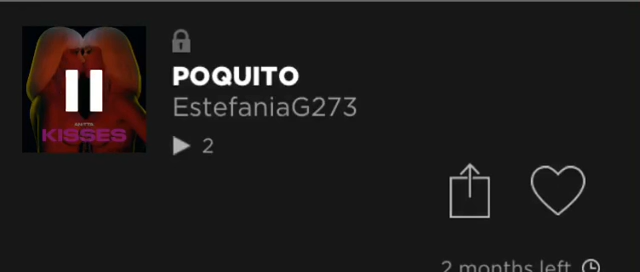 ANITTA
KISSES
POQUITO
EstefaniaG273
2
2 months left